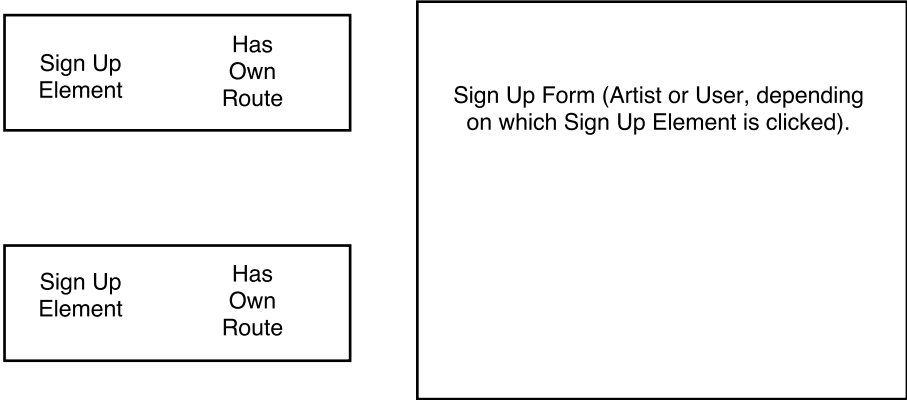 Sign Up
Element
Has
Own
Route
Sign Up Form (Artist or User, depending
on which Sign Up Element is clicked).
Sign Up
Element
Has
Own
Route